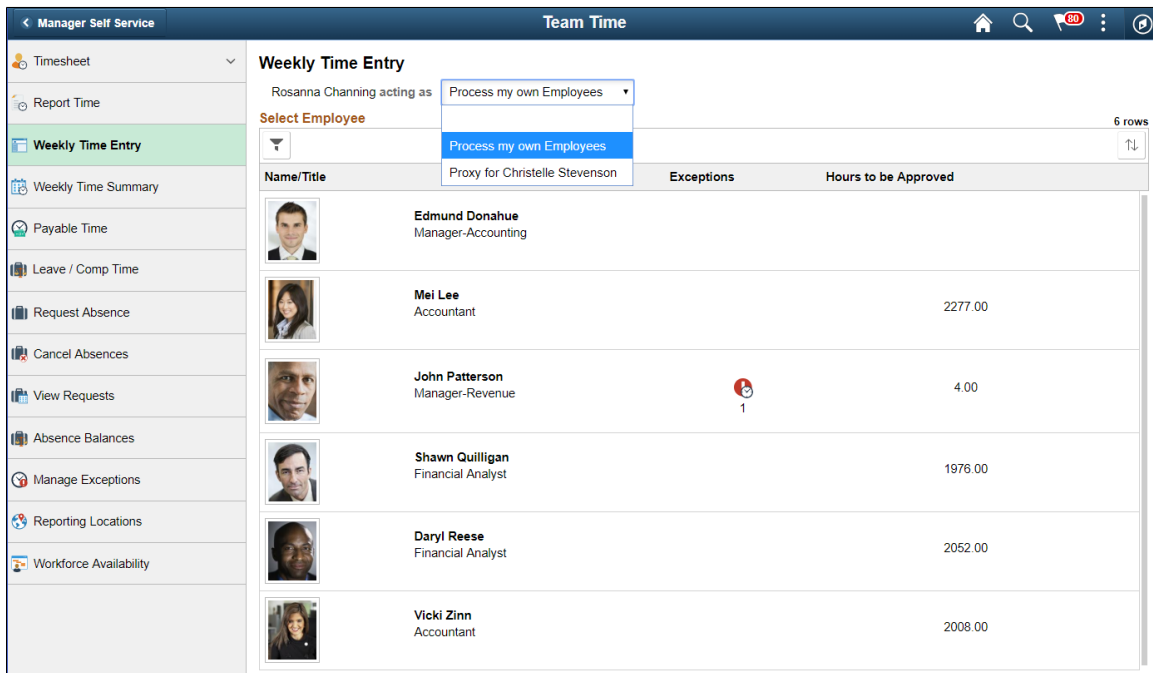 Manager Self Service
Team Time
80
Timesheet
Report Time
Weekly Time Entry
Weekly Time Summary
Payable Time
Leave / Comp Time
Request Absence
Cancel Absences
View Requests
Absence Balances
Manage Exceptions
Reporting Locations
Workforce Availability
Weekly Time Entry
Rosanna Channing acting as Process my own Employees
Process my own Employees
Proxy for Christelle Stevenson
Select Employee
6 rows
Name/Title Exceptions Hours to be Approved
Edmund Donahue
Manager-Accounting
Mei Lee
Accountant
2277.00
John Patterson
Manager-Revenue
1
4.00
Shawn Quilligan
Financial Analyst
1976.00
Daryl Reese
Financial Analyst
2052.00
Vicki Zinn
Accountant
2008.00